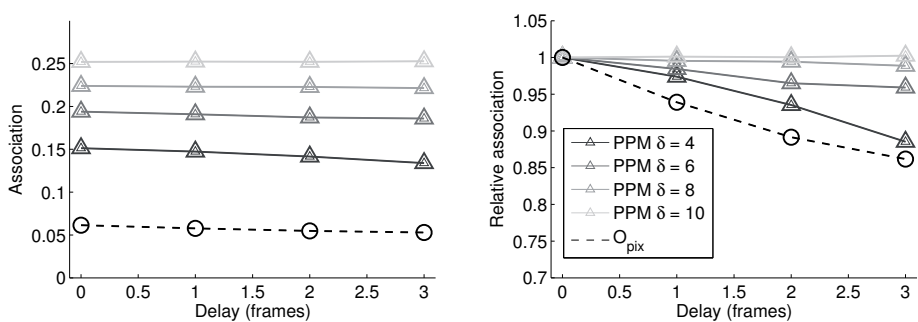 Association
0.25
0.2
0.15
0.1
0.05
0
0 0.5 1 1.5 2 2.5 3
Delay (frames)
Relative association
1.05
1
0.95
0.9
0.85
0.8
0.75
0.7
PPM δ = 4
PPM δ = 6
PPM δ = 8
PPM δ = 10
O_pix
0 0.5 1 1.5 2 2.5 3
Delay (frames)